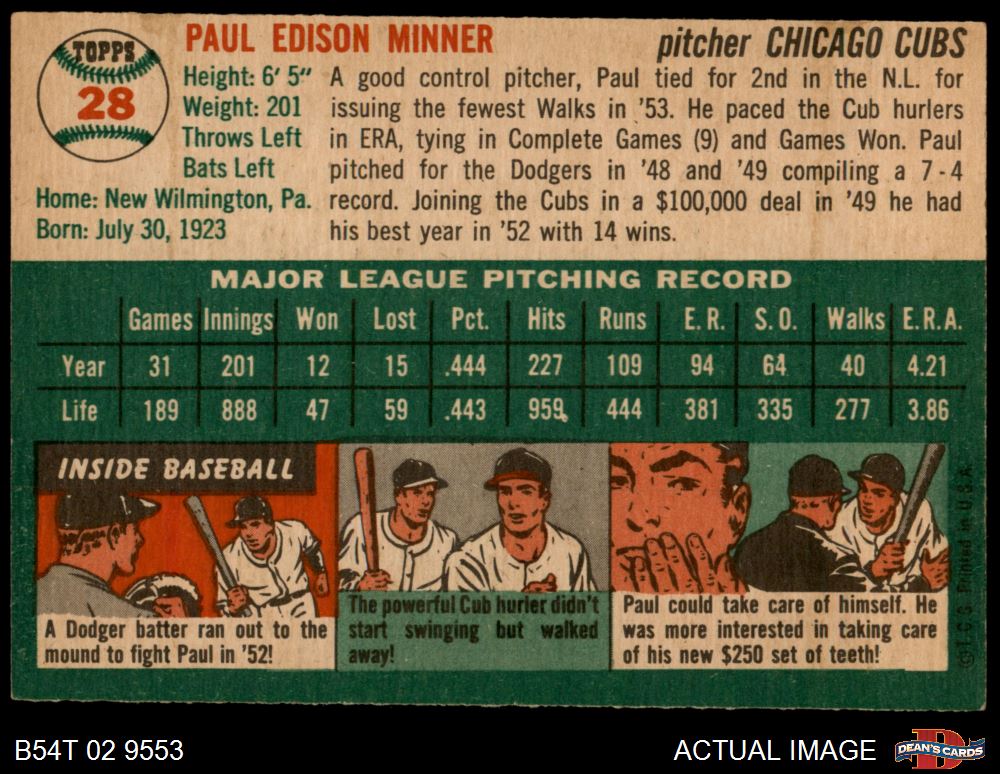 TOPPS
28
PAUL EDISON MINNER
pitcher CHICAGO CUBS
Height: 6' 5"
Weight: 201
Throws Left
Bats Left
Home: New Wilmington, Pa.
Born: July 30, 1923
A good control pitcher, Paul tied for 2nd in the N.L. for
issuing the fewest Walks in '53. He paced the Cub hurlers
in ERA, tying in Complete Games (9) and Games Won. Paul
pitched for the Dodgers in '48 and '49 compiling a 7-4
record. Joining the Cubs in a $100,000 deal in '49 he had
his best year in '52 with 14 wins.
MAJOR LEAGUE PITCHING RECORD
Games Innings Won Lost Pct. Hits Runs E.R. S.O. Walks E.R.A.
Year 31 201 12 15 .444 227 109 94 64 40 4.21
Life 189 888 47 59 .443 959 444 381 335 277 3.86
INSIDE BASEBALL
A Dodger batter ran out to the
mound to fight Paul in '52!
The powerful Cub hurler didn't
start swinging but walked
away!
Paul could take care of himself. He
was more interested in taking care
of his new $250 set of teeth!
© T.C.G. Printed in U.S.A.
B54T 02 9553
ACTUAL IMAGE
D
DEAN'S CARDS